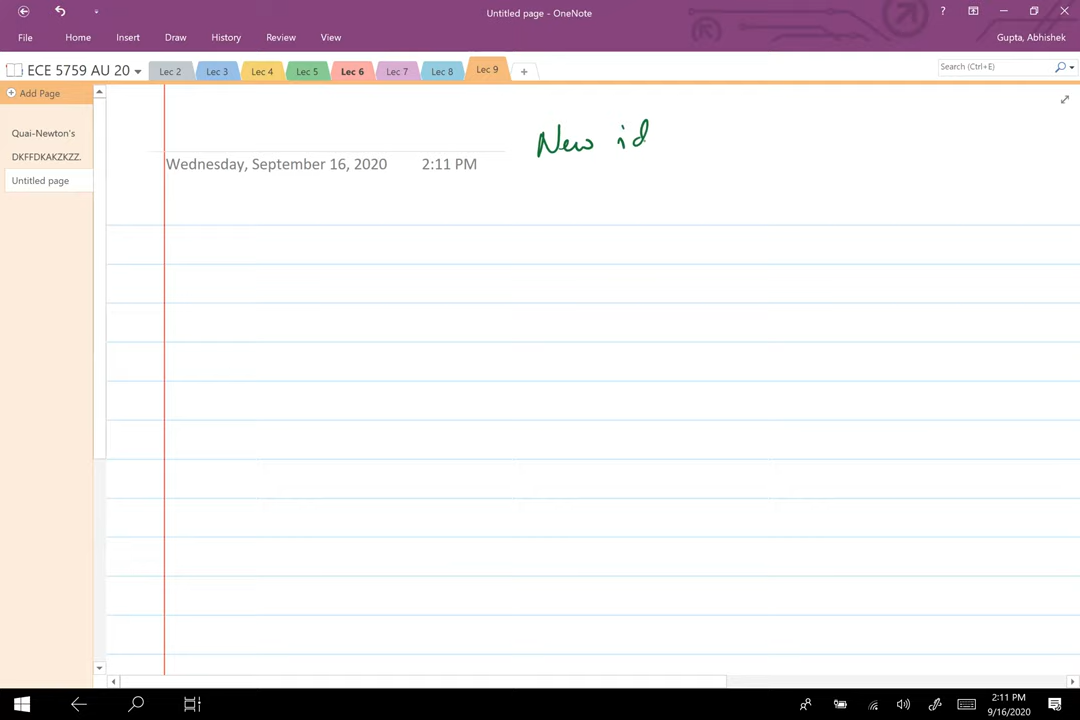 Untitled page - OneNote
?
File Home Insert Draw History Review View
Gupta, Abhishek
ECE 5759 AU 20
Lec 2 Lec 3 Lec 4 Lec 5 Lec 6 Lec 7 Lec 8 Lec 9 +
Search (Ctrl+E)
Add Page
Quai-Newton's
DKFFDKAKZKZZ.
Untitled page
New id
Wednesday, September 16, 2020 2:11 PM
2:11 PM
9/16/2020